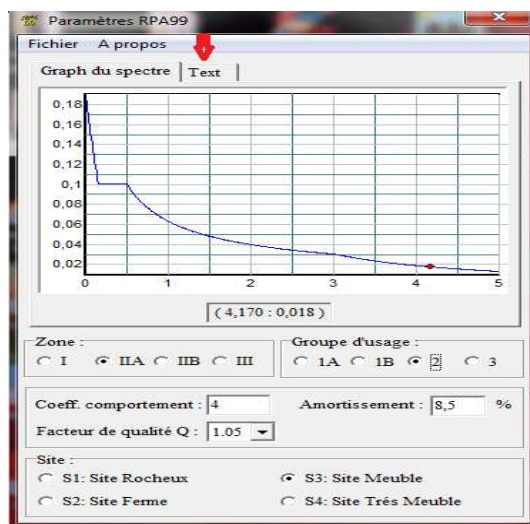 Paramètres RPA99
Fichier A propos
Graph du spectre Text
0,18
0,16
0,14
0,12
0,1
0,08
0,06
0,04
0,02
0 1 2 3 4 5
( 4,170 : 0,018 )
Zone :
I IIA IIB III
Groupe d'usage :
1A 1B 2 3
Coeff. comportement : 4 Amortissement : 8,5 %
Facteur de qualité Q : 1.05
Site :
S1: Site Rocheux S3: Site Meuble
S2: Site Ferme S4: Site Trés Meuble